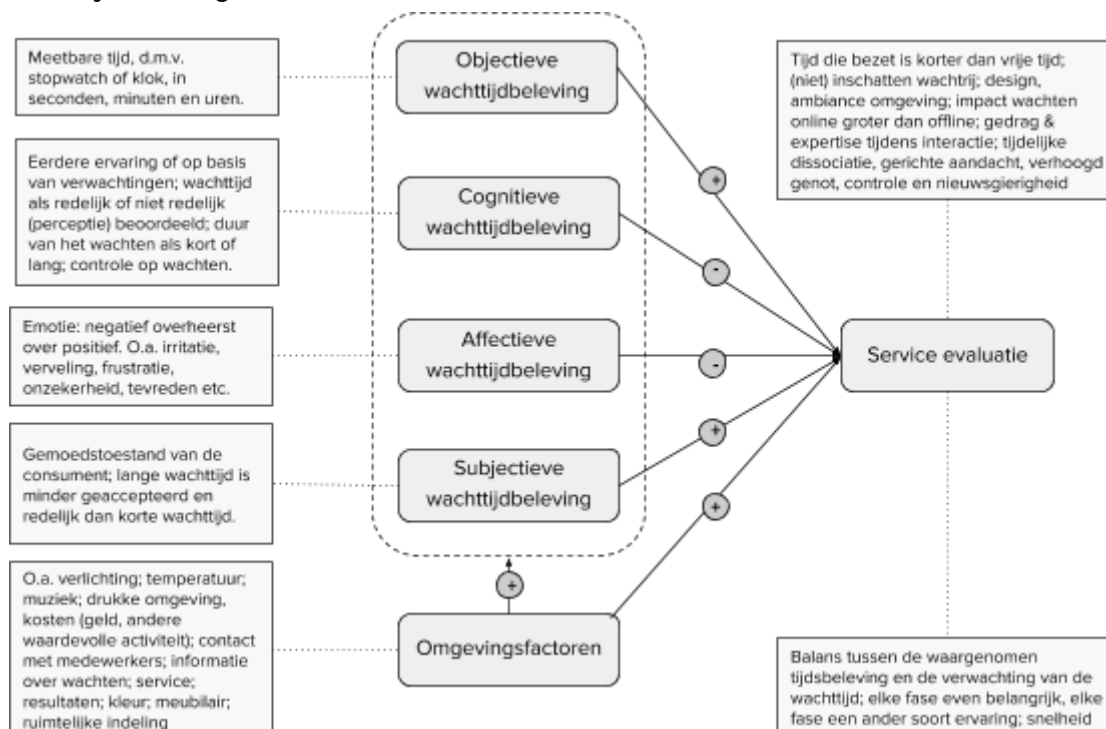 Meetbare tijd, d.m.v.
stopwatch of klok, in
seconden, minuten en uren.
Objectieve
wachttijdbeleving
Tijd die bezet is korter dan vrije tijd;
(niet) inschatten wachtrij; design,
ambiance omgeving; impact wachten
online groter dan offline; gedrag &
expertise tijdens interactie; tijdelijke
dissociatie, gerichte aandacht, verhoogd
genot, controle en nieuwsgierigheid
+
Eerdere ervaring of op basis
van verwachtingen; wachttijd
als redelijk of niet redelijk
(perceptie) beoordeeld; duur
van het wachten als kort of
lang; controle op wachten.
Cognitieve
wachttijdbeleving
-
Emotie: negatief overheerst
over positief. O.a. irritatie,
verveling, frustratie,
onzekerheid, tevreden etc.
Affectieve
wachttijdbeleving
-
Service evaluatie
Gemoedstoestand van de
consument; lange wachttijd is
minder geaccepteerd en
redelijk dan korte wachttijd.
Subjectieve
wachttijdbeleving
+
+
+
O.a. verlichting; temperatuur;
muziek; drukke omgeving,
kosten (geld, andere
waardevolle activiteit); contact
met medewerkers; informatie
over wachten; service;
resultaten; kleur; meubilair;
ruimtelijke indeling
Omgevingsfactoren
Balans tussen de waargenomen
tijdsbeleving en de verwachting van de
wachttijd; elke fase even belangrijk, elke
fase een ander soort ervaring; snelheid